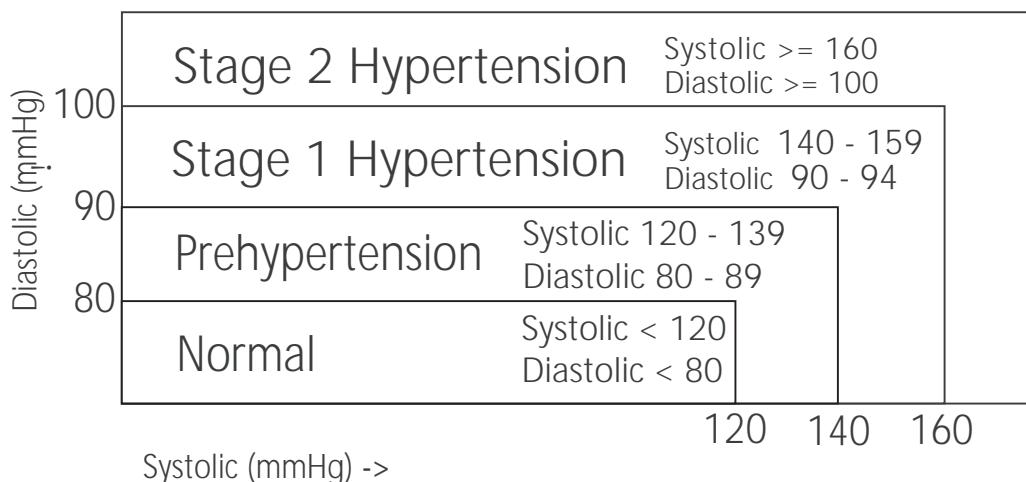 Stage 2 Hypertension
Systolic >= 160
Diastolic >= 100
100
Stage 1 Hypertension
Systolic 140 - 159
Diastolic 90 - 94
90
Prehypertension
Systolic 120 - 139
Diastolic 80 - 89
80
Normal
Systolic < 120
Diastolic < 80
Diastolic (mmHg)
120 140 160
Systolic (mmHg) ->